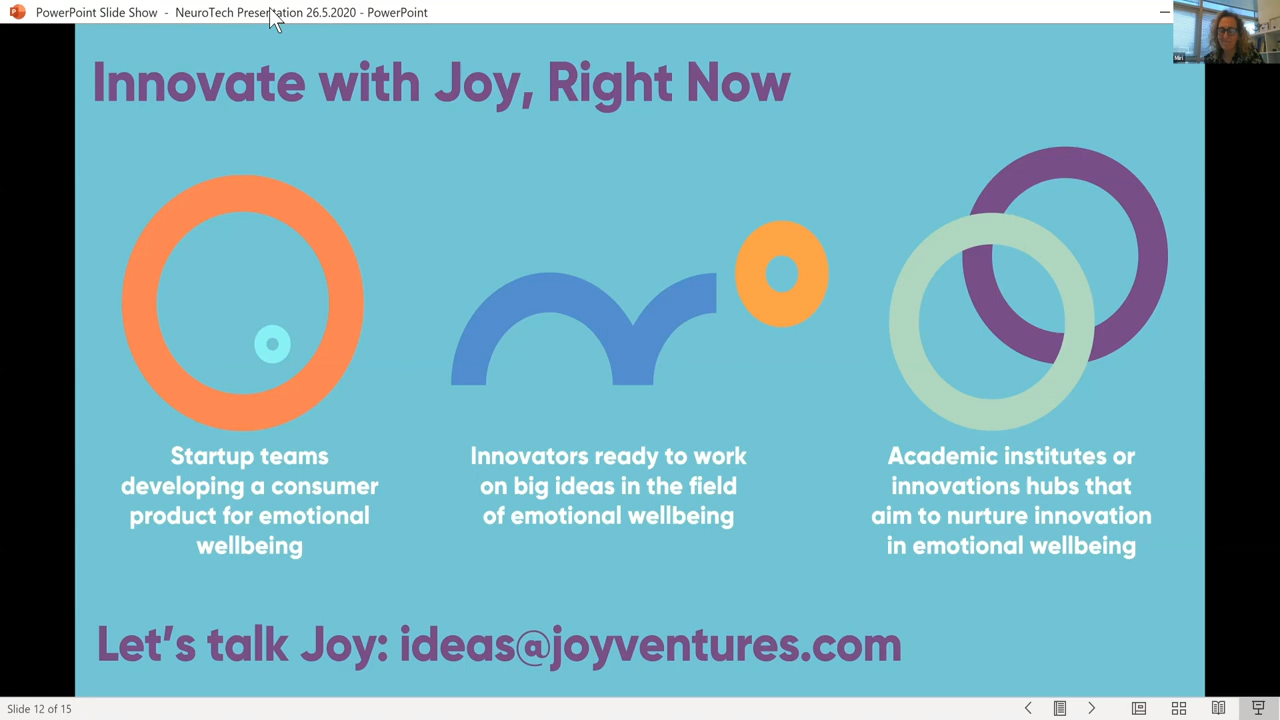 PowerPoint Slide Show - NeuroTech Presentation 26.5.2020 - PowerPoint
Miri
Innovate with Joy, Right Now
Startup teams
developing a consumer
product for emotional
wellbeing
Innovators ready to work
on big ideas in the field
of emotional wellbeing
Academic institutes or
innovations hubs that
aim to nurture innovation
in emotional wellbeing
Let's talk Joy: ideas@joyventures.com
Slide 12 of 15